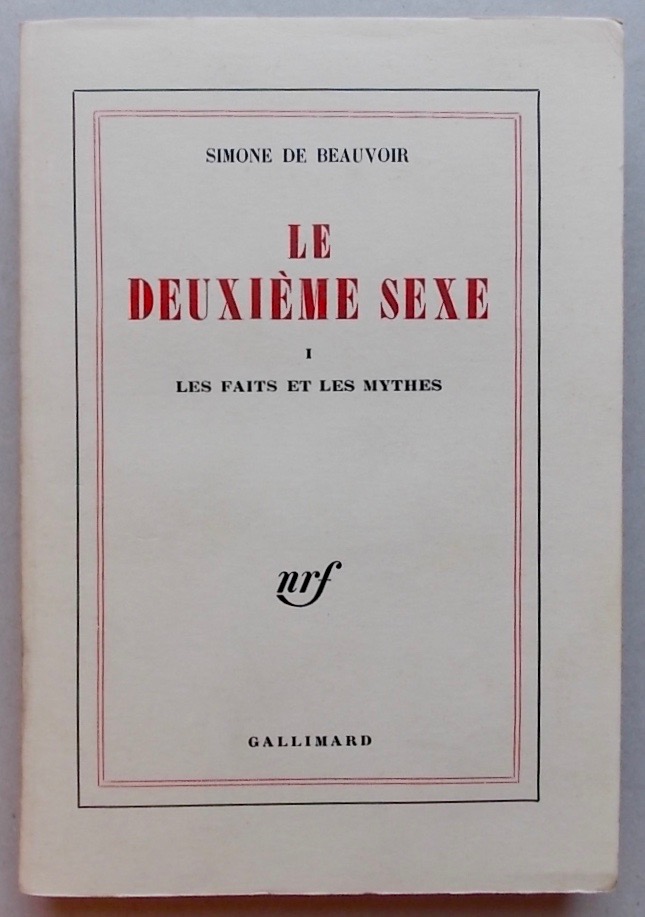 SIMONE DE BEAUVOIR
LE
DEUXIÈME SEXE
I
LES FAITS ET LES MYTHES
nrf
GALLIMARD